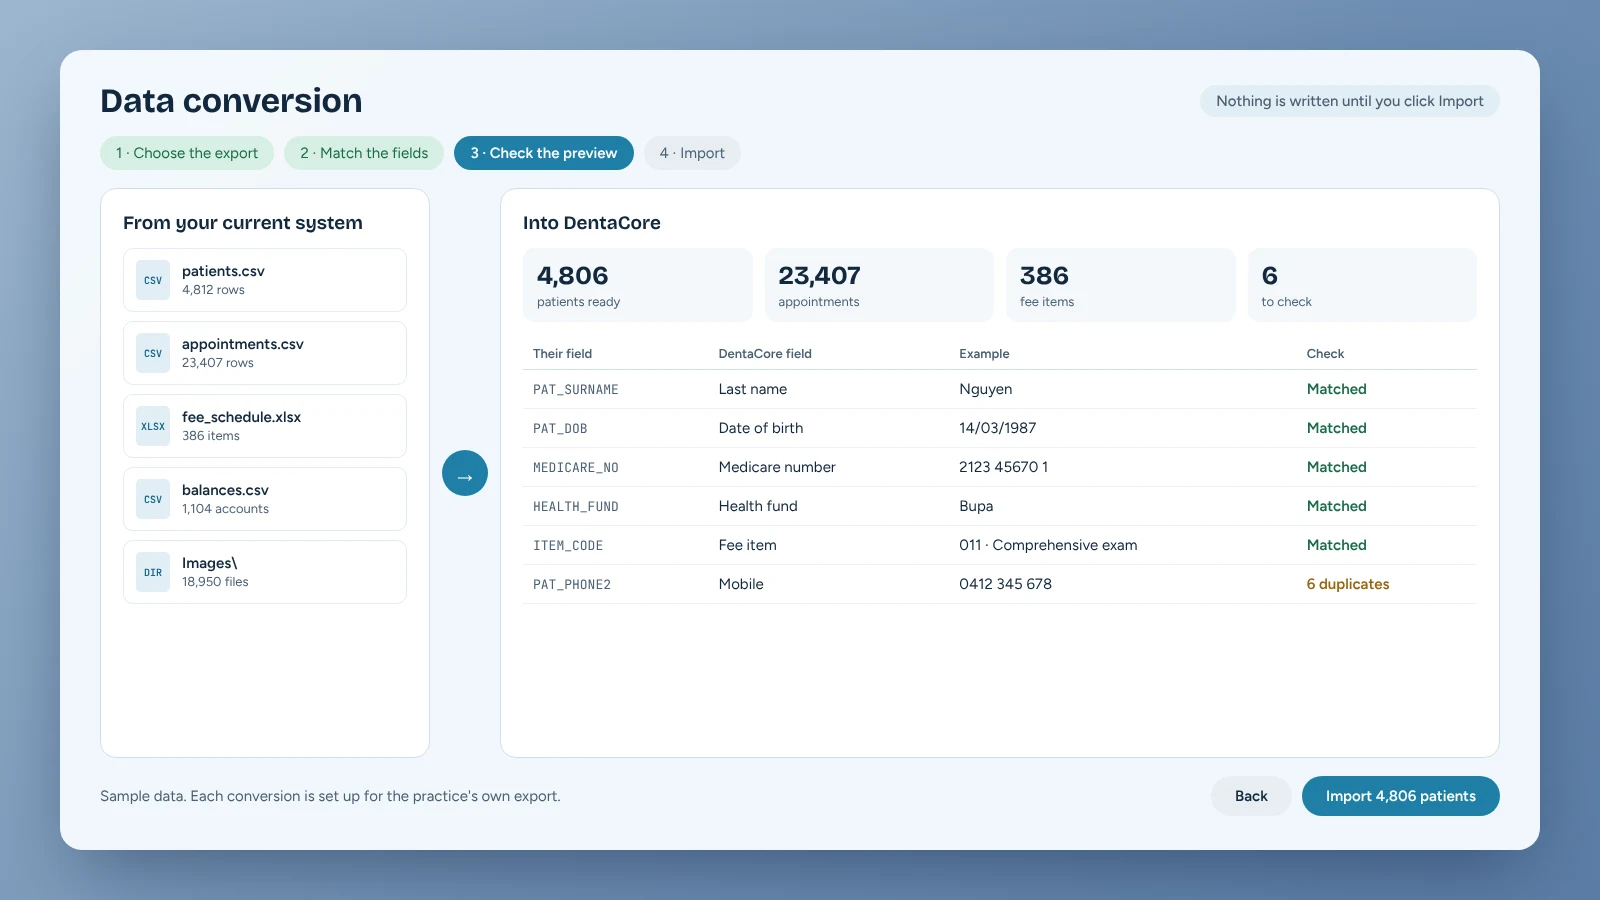 Data conversion
Nothing is written until you click Import
1 · Choose the export
2 · Match the fields
3 · Check the preview
4 · Import
From your current system
CSV
patients.csv
4,812 rows
CSV
appointments.csv
23,407 rows
XLSX
fee_schedule.xlsx
386 items
CSV
balances.csv
1,104 accounts
DIR
Images\
18,950 files
→
Into DentaCore
4,806
patients ready
23,407
appointments
386
fee items
6
to check
Their field DentaCore field Example Check
PAT_SURNAME Last name Nguyen Matched
PAT_DOB Date of birth 14/03/1987 Matched
MEDICARE_NO Medicare number 2123 45670 1 Matched
HEALTH_FUND Health fund Bupa Matched
ITEM_CODE Fee item 011 · Comprehensive exam Matched
PAT_PHONE2 Mobile 0412 345 678 6 duplicates
Sample data. Each conversion is set up for the practice's own export.
Back
Import 4,806 patients